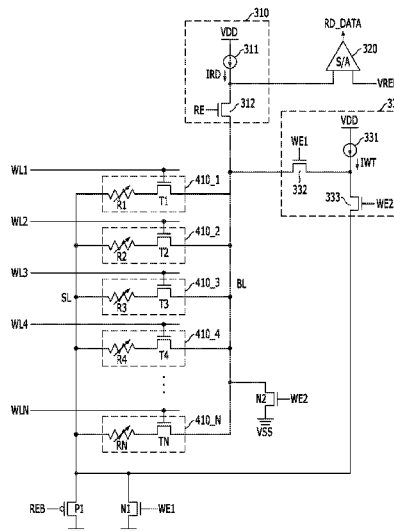 310
RD_DATA
VDD
311
320
S/A
IRD
VREF
RE
312
VDD
331
WE1
IWT
332
333
WE2
WL1
410_1
R1
T1
WL2
410_2
R2
T2
WL3
410_3
SL
R3
T3
BL
WL4
410_4
R4
T4
WLN
410_N
RN
TN
N2
WE2
VSS
REB
P1
N1
WE1